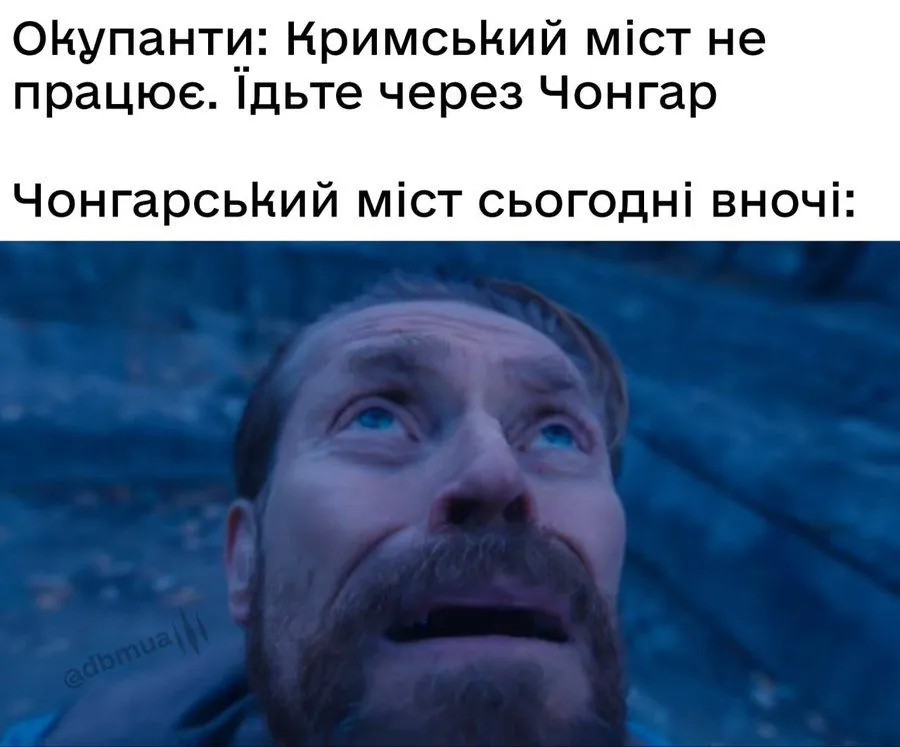 Окупанти: Кримський міст не
працює. Їдьте через Чонгар
Чонгарський міст сьогодні вночі:
@dbmua